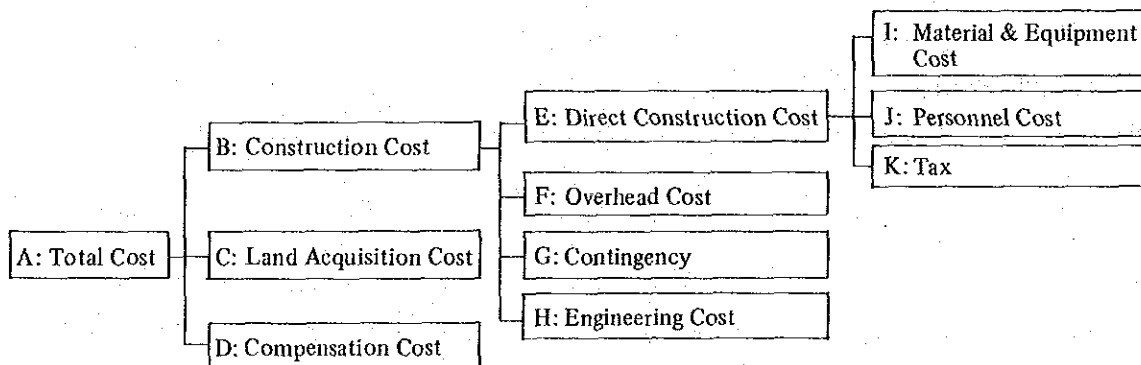 A: Total Cost
B: Construction Cost
C: Land Acquisition Cost
D: Compensation Cost
E: Direct Construction Cost
F: Overhead Cost
G: Contingency
H: Engineering Cost
I: Material & Equipment
Cost
J: Personnel Cost
K: Tax